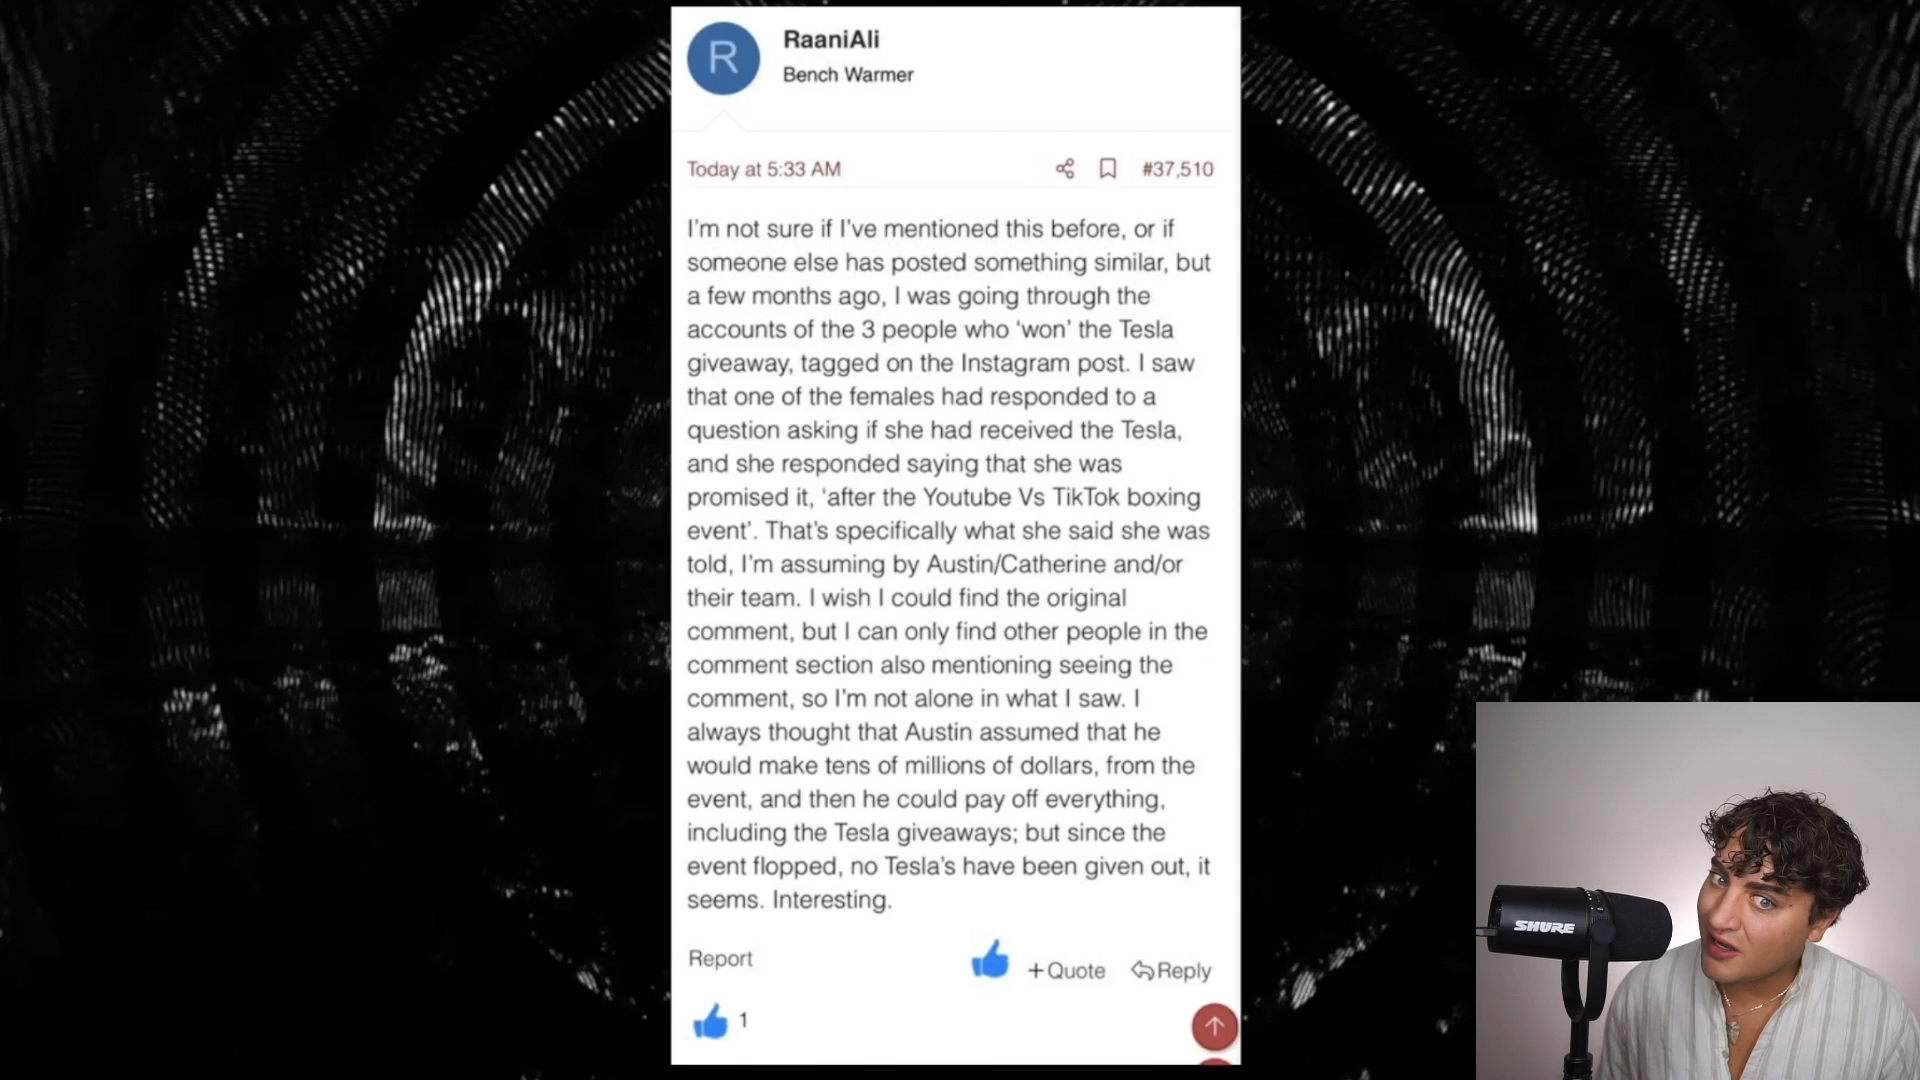 R
RaaniAli
Bench Warmer
Today at 5:33 AM
#37,510
I'm not sure if I've mentioned this before, or if
someone else has posted something similar, but
a few months ago, I was going through the
accounts of the 3 people who ‘won’ the Tesla
giveaway, tagged on the Instagram post. I saw
that one of the females had responded to a
question asking if she had received the Tesla,
and she responded saying that she was
promised it, ‘after the Youtube Vs TikTok boxing
event’. That's specifically what she said she was
told, I'm assuming by Austin/Catherine and/or
their team. I wish I could find the original
comment, but I can only find other people in the
comment section also mentioning seeing the
comment, so I'm not alone in what I saw. I
always thought that Austin assumed that he
would make tens of millions of dollars, from the
event, and then he could pay off everything,
including the Tesla giveaways; but since the
event flopped, no Tesla's have been given out, it
seems. Interesting.
Report
+Quote
Reply
1
SHURE